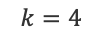 k = 4